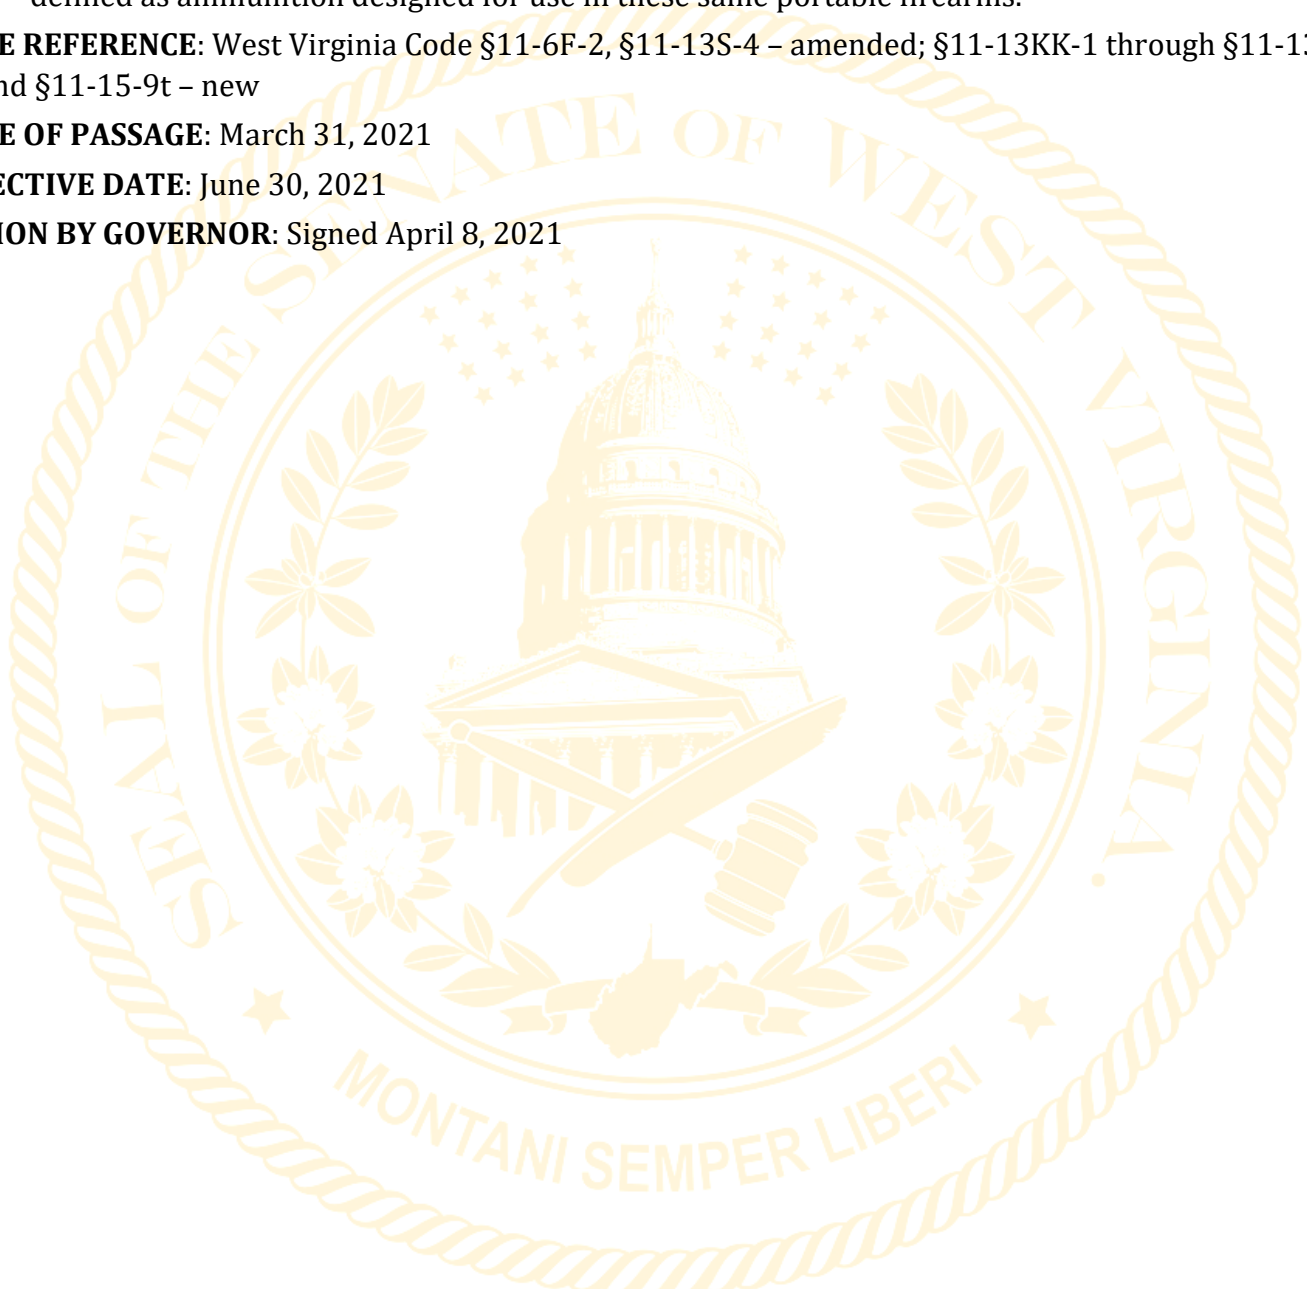 defined as ammunition designed for use in these same portable firearms.
E REFERENCE: West Virginia Code §11-6F-2, §11-13S-4 – amended; §11-13KK-1 through §11-13
nd §11-15-9t – new
E OF PASSAGE: March 31, 2021
ECTIVE DATE: June 30, 2021
ION BY GOVERNOR: Signed April 8, 2021
SEAL OF THE SENATE OF WEST VIRGINIA.
MONTANI SEMPER LIBERI